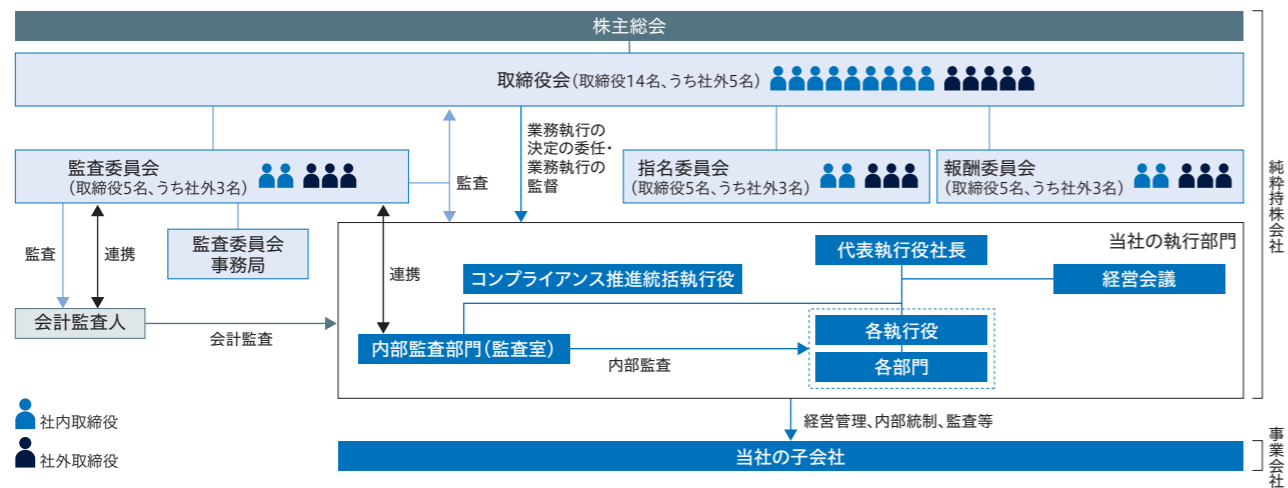 株主総会
取締役会(取締役14名、うち社外5名)
業務執行の
決定の委任・
業務執行の
監督
監査
監査委員会
(取締役5名、うち社外3名)
指名委員会
(取締役5名、うち社外3名)
報酬委員会
(取締役5名、うち社外3名)
監査
連携
監査委員会
事務局
連携
当社の執行部門
代表執行役社長
コンプライアンス推進統括執行役
経営会議
会計監査人
会計監査
内部監査部門(監査室)
内部監査
各執行役
各部門
経営管理、内部統制、監査等
当社の子会社
社内取締役
社外取締役
純粋持株会社
事業会社